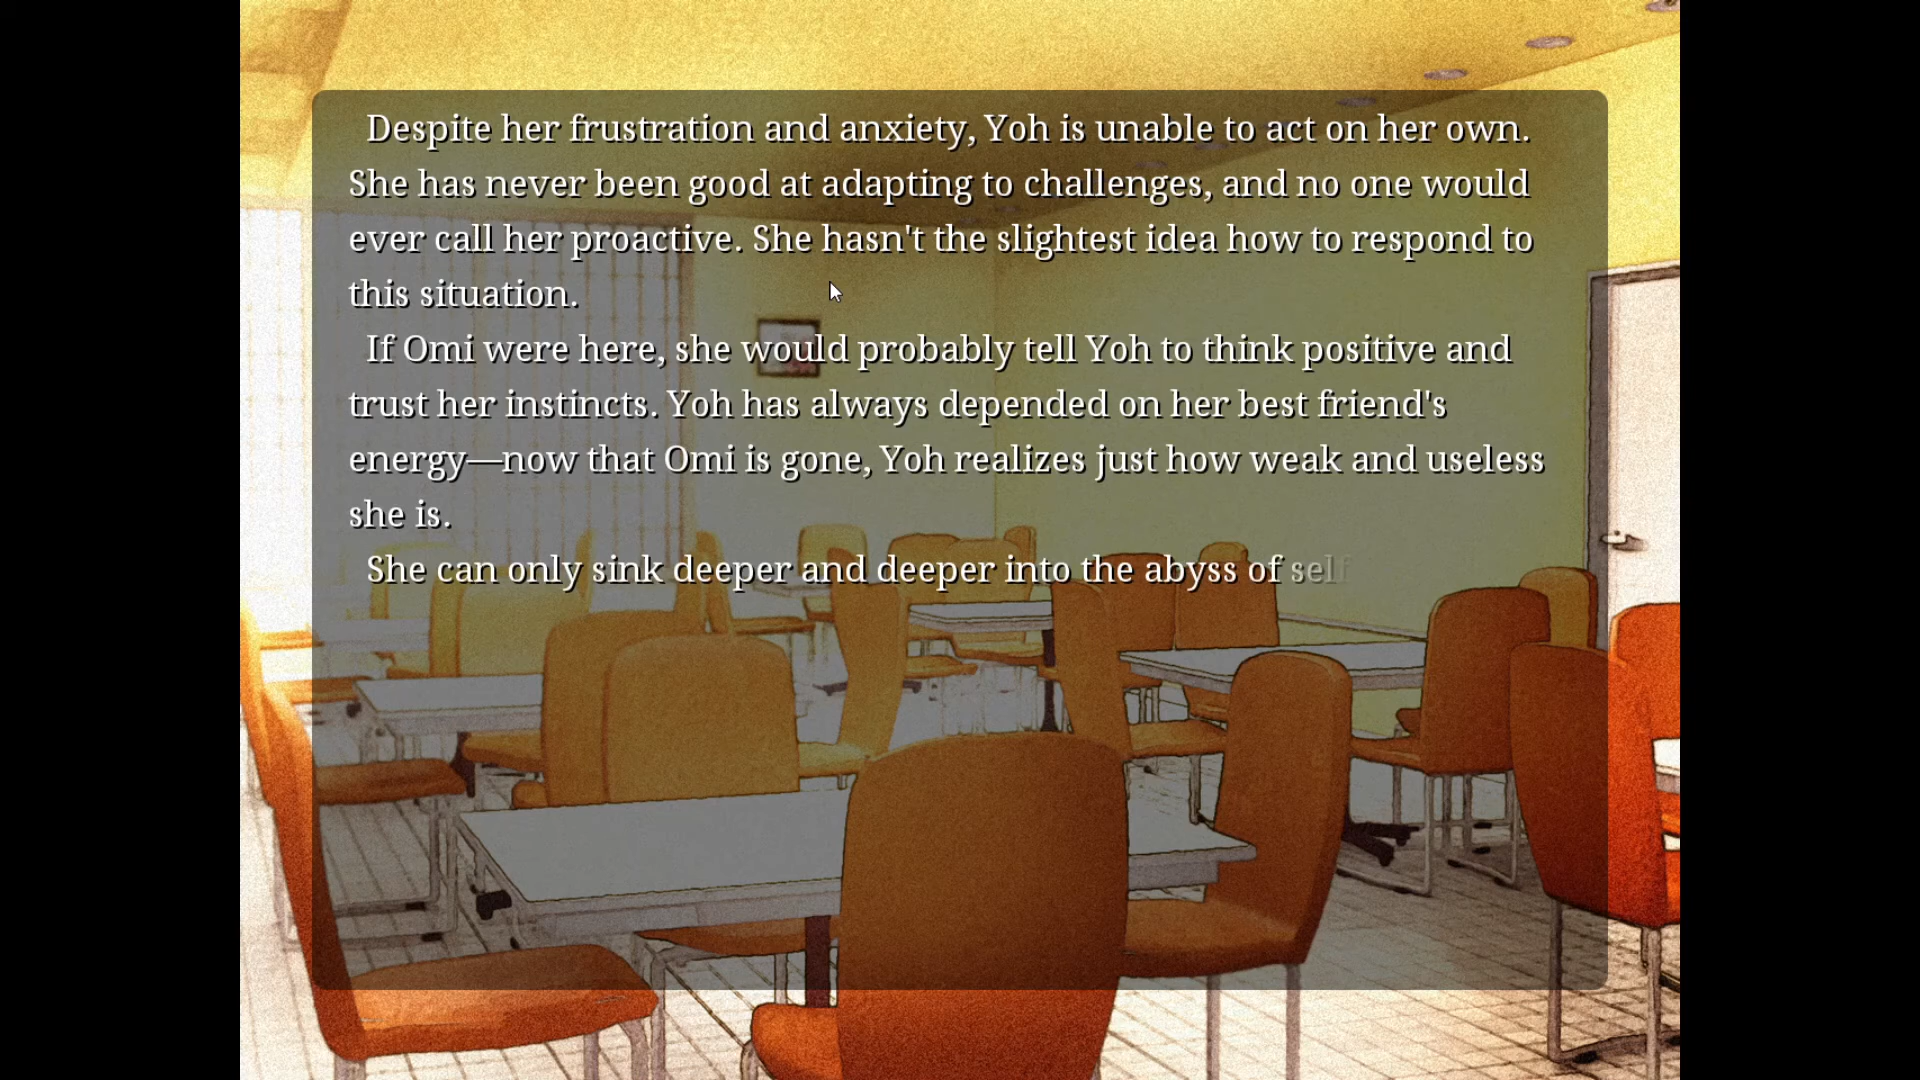 Despite her frustration and anxiety, Yoh is unable to act on her own.
She has never been good at adapting to challenges, and no one would
ever call her proactive. She hasn't the slightest idea how to respond to
this situation.
If Omi were here, she would probably tell Yoh to think positive and
trust her instincts. Yoh has always depended on her best friend's
energy—now that Omi is gone, Yoh realizes just how weak and useless
she is.
She can only sink deeper and deeper into the abyss of self